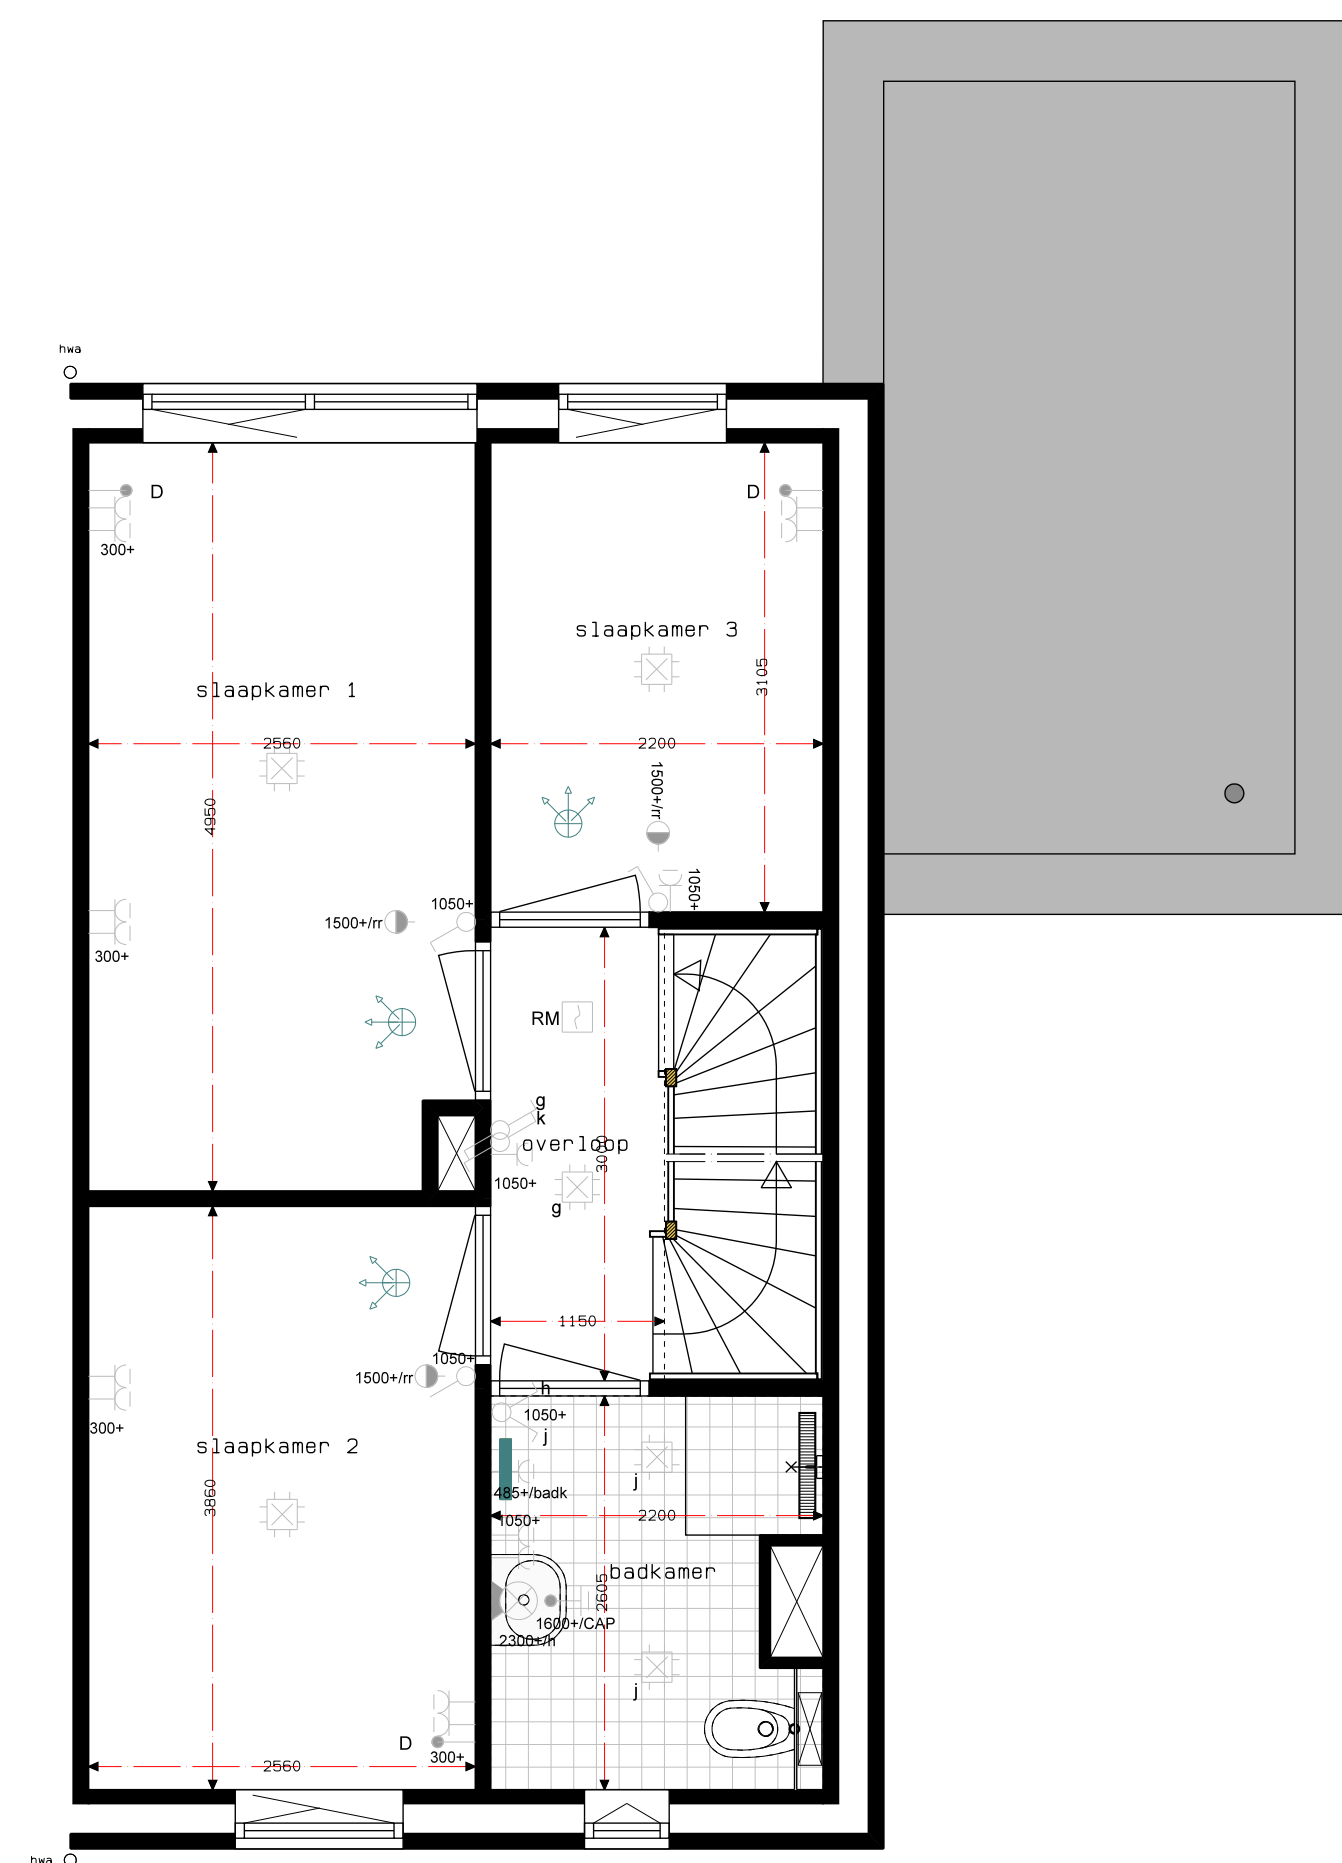 hwa
D
300+
D
slaapkamer 3
3105
slaapkamer 1
2560
2200
1500+/rr
4950
1050+
1050+
1500+/rr
300+
RM
g
k
overloop
3000
1050+
g
1150
1050+
1500+/rr
h
1050+
j
300+
slaapkamer 2
j
485+/badk
3860
2200
1050+
badkamer
2605
1600+/CAP
2300+/h
j
D
300+
2560
hwa